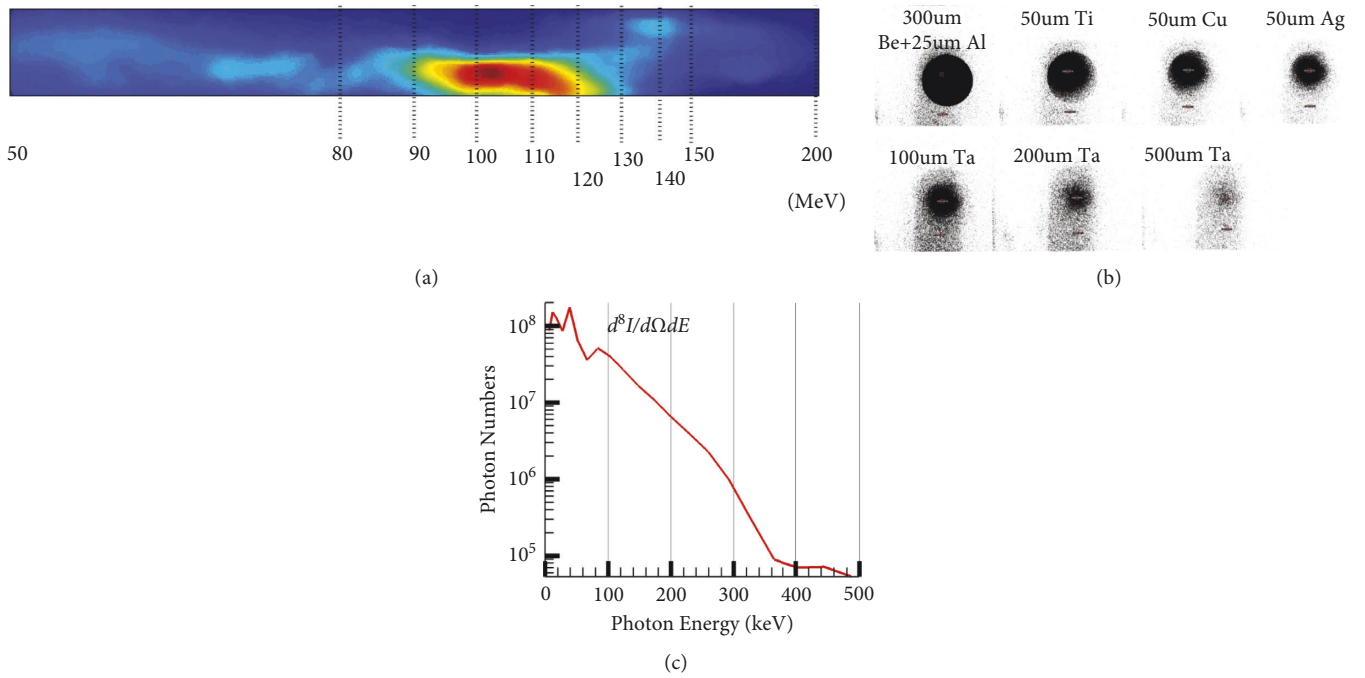 50 80 90 100 110 130 150 200
120 140
(MeV)
(a)
300um 50um Ti 50um Cu 50um Ag
Be+25um Al
100um Ta 200um Ta 500um Ta
(b)
d⁸I/dΩdE
10⁸
10⁷
10⁶
10⁵
Photon Numbers
0 100 200 300 400 500
Photon Energy (keV)
(c)